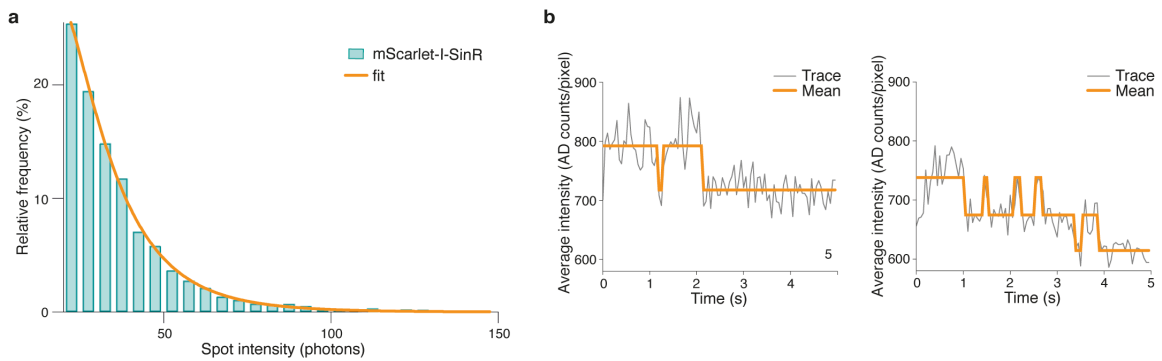 a
Relative frequency (%)
20
10
0
50
100
150
Spot intensity (photons)
mScarlet-I-SinR
fit
b
Average intensity (AD counts/pixel)
900
800
700
600
0
1
2
3
4
5
Time (s)
Trace
Mean
Average intensity (AD counts/pixel)
900
800
700
600
0
1
2
3
4
5
Time (s)
Trace
Mean